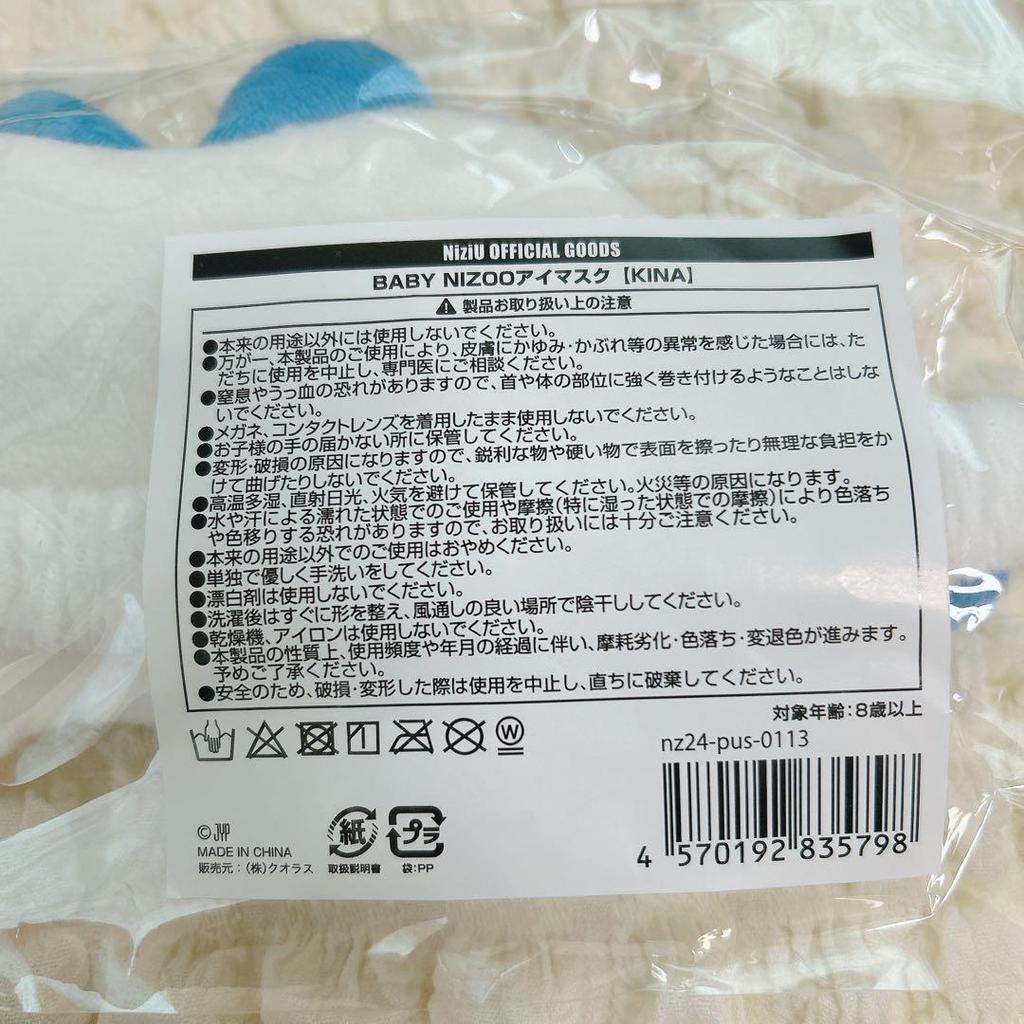 NiziU OFFICIAL GOODS
BABY NIZOOアイマスク【KINA】
製品お取り扱い上の注意
●本来の用途以外には使用しないでください。
●万が一、本製品のご使用により、皮膚にかゆみ・かぶれ等の異常を感じた場合には、た
だちに使用を中止し、専門医にご相談ください。
●窒息やうっ血の恐れがありますので、首や体の部位に強く巻き付けるようなことはしな
いでください。
●メガネ、コンタクトレンズを着用したまま使用しないでください。
●お子様の手の届かない所に保管してください。
●変形・破損の原因になりますので、鋭利な物や硬い物で表面を擦ったり無理な負担をか
けて曲げたりしないでください。
●高温多湿、直射日光、火気を避けて保管してください。火災等の原因になります。
●水や汗による濡れた状態でのご使用や摩擦(特に湿った状態での摩擦)により色落ち
や色移りする恐れがありますので、お取り扱いには十分ご注意ください。
●本来の用途以外でのご使用はおやめください。
●単独で優しく手洗いをしてください。
●漂白剤は使用しないでください。
●洗濯後はすぐに形を整え、風通しの良い場所で陰干ししてください。
●乾燥機、アイロンは使用しないでください。
●本製品の性質上、使用頻度や年月の経過に伴い、摩耗劣化・色落ち・変退色が進みます。
予めご了承ください。
●安全のため、破損・変形した際は使用を中止し、直ちに破棄してください。
対象年齢:8歳以上
W
nz24-pus-0113
4 570192 835798
© JYP
MADE IN CHINA
販売元:(株)クオラス
紙
取扱説明書
プラ
袋:PP